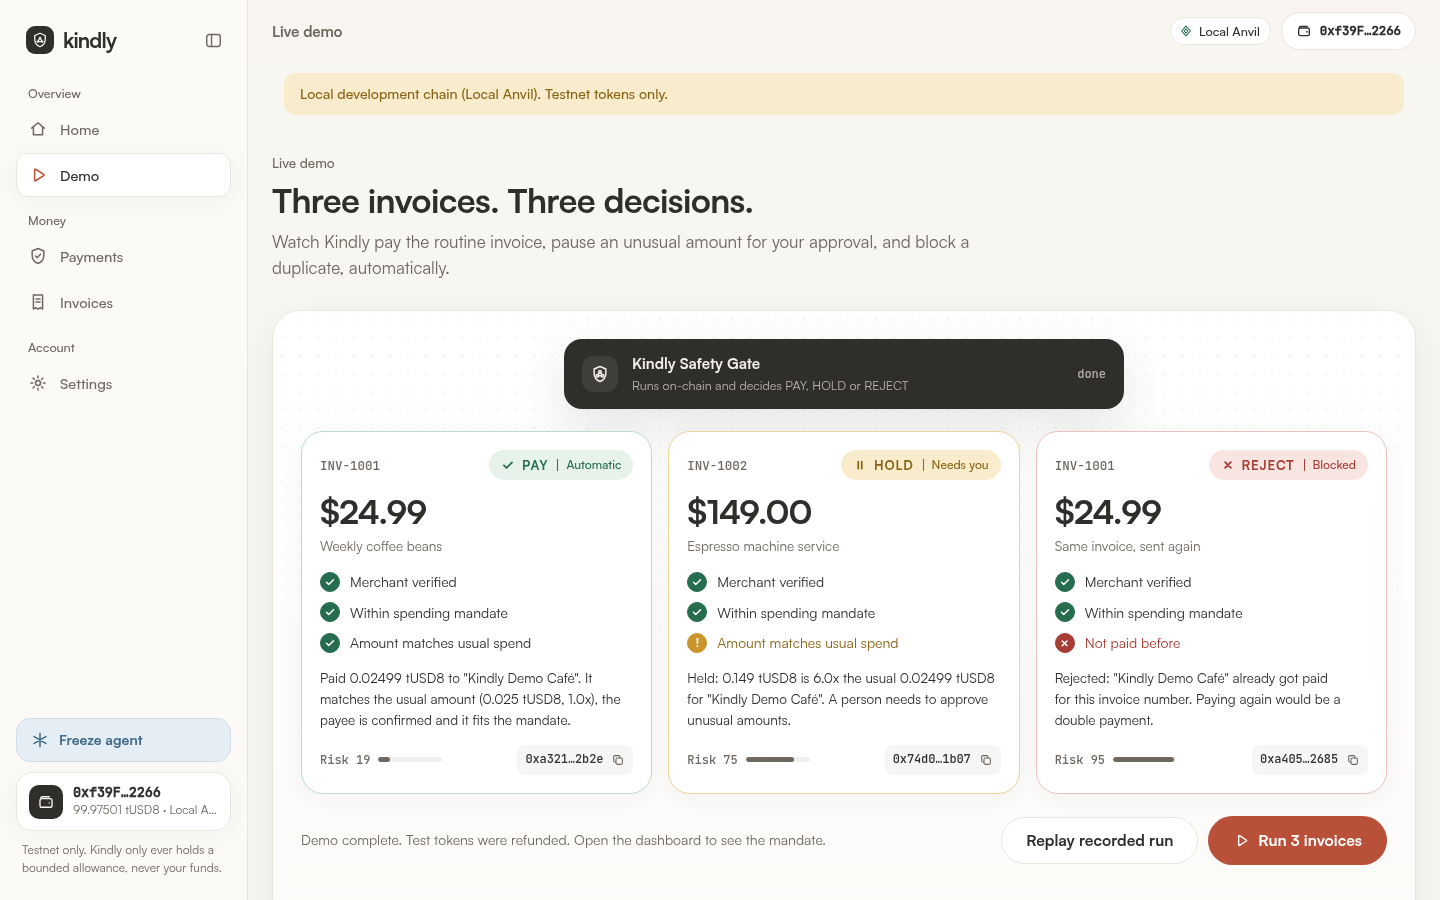 kindly
Overview
Home
Demo
Money
Payments
Invoices
Account
Settings
Freeze agent
0xf39F…2266
99.97501 tUSD8 · Local A…
Testnet only. Kindly only ever holds a
bounded allowance, never your funds.
Live demo
Local Anvil
0xf39F…2266
Local development chain (Local Anvil). Testnet tokens only.
Live demo
Three invoices. Three decisions.
Watch Kindly pay the routine invoice, pause an unusual amount for your approval, and block a
duplicate, automatically.
Kindly Safety Gate
Runs on-chain and decides PAY, HOLD or REJECT
done
INV-1001
PAY | Automatic
$24.99
Weekly coffee beans
Merchant verified
Within spending mandate
Amount matches usual spend
Paid 0.02499 tUSD8 to "Kindly Demo Café". It
matches the usual amount (0.025 tUSD8, 1.0x), the
payee is confirmed and it fits the mandate.
Risk 19
0xa321…2b2e
INV-1002
HOLD | Needs you
$149.00
Espresso machine service
Merchant verified
Within spending mandate
Amount matches usual spend
Held: 0.149 tUSD8 is 6.0x the usual 0.02499 tUSD8
for "Kindly Demo Café". A person needs to approve
unusual amounts.
Risk 75
0x74d0…1b07
INV-1001
REJECT | Blocked
$24.99
Same invoice, sent again
Merchant verified
Within spending mandate
Not paid before
Rejected: "Kindly Demo Café" already got paid
for this invoice number. Paying again would be a
double payment.
Risk 95
0xa405…2685
Demo complete. Test tokens were refunded. Open the dashboard to see the mandate.
Replay recorded run
Run 3 invoices